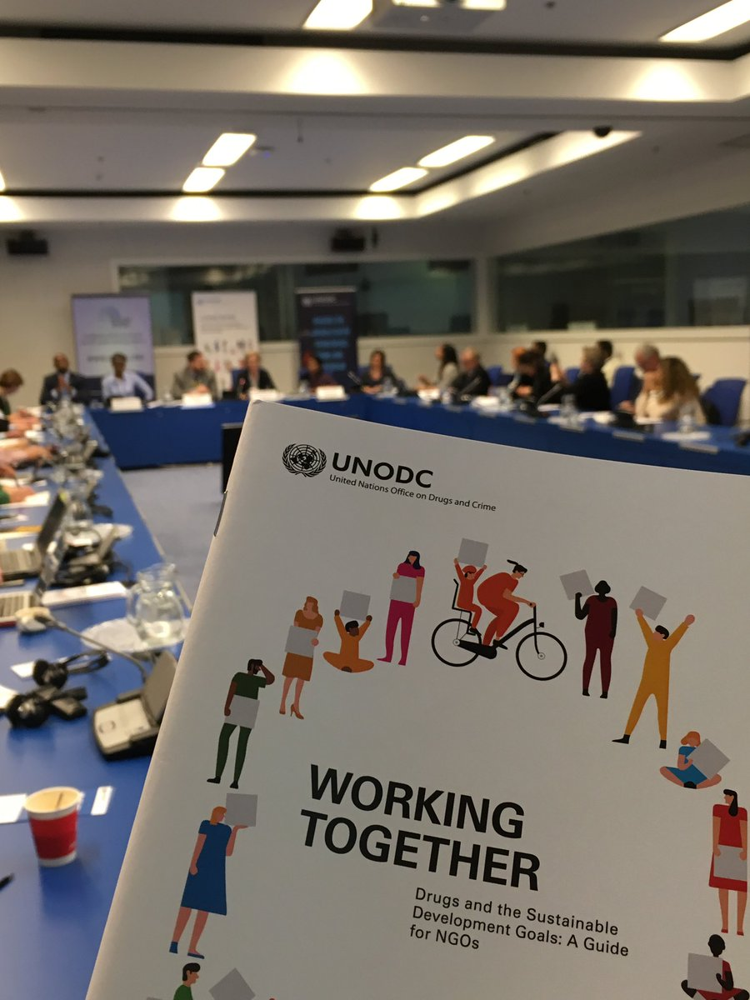 UNODC
UNODC
United Nations Office on Drugs and Crime
WORKING
TOGETHER
Drugs and the Sustainable
Development Goals: A Guide
for NGOs